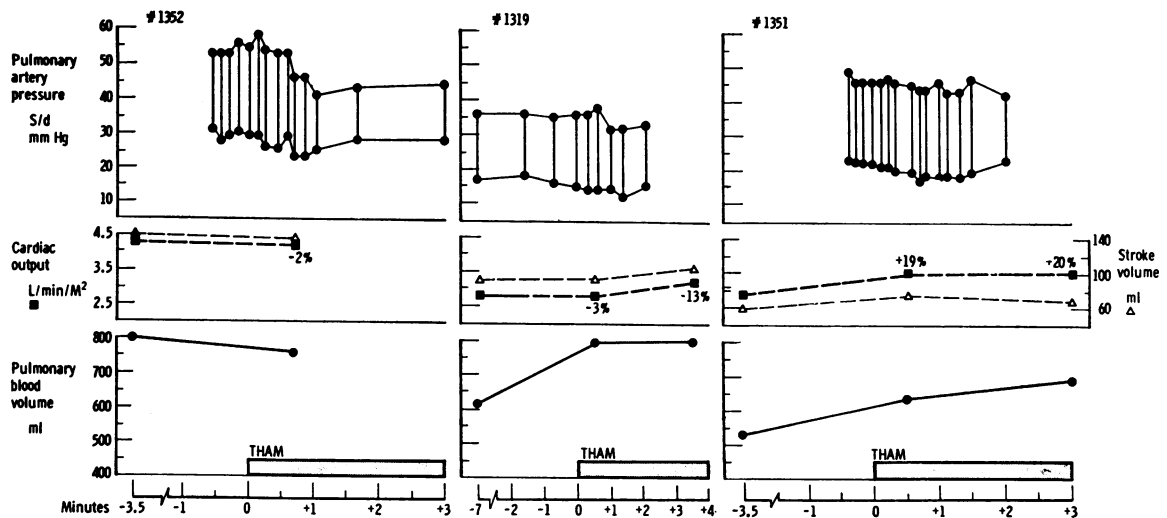 #1352
#1319
#1351
Pulmonary
artery
pressure
S/d
mm Hg
60
50
40
30
20
10
Cardiac
output
L/min/M²
4.5
3.5
2.5
-2%
-3%
-13%
+19%
+20%
140
100
60
Stroke
volume
ml
Pulmonary
blood
volume
ml
800
700
600
500
450
400
THAM
THAM
THAM
Minutes
-3.5 -1 0 +1 +2 +3
-7 -2 -1 0 +1 +2 +3 +4
-3.5 -1 0 +1 +2 +3